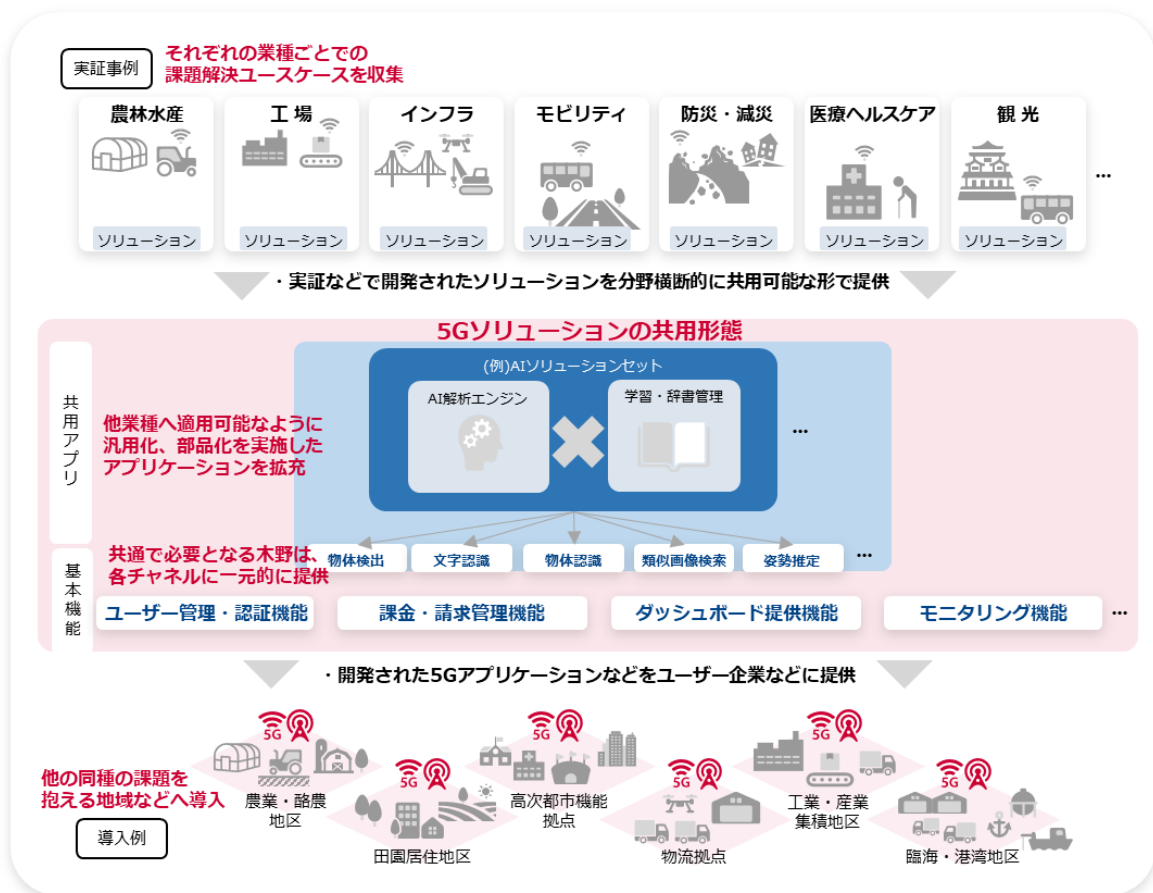 実証事例
それぞれの業種ごとでの
課題解決ユースケースを収集
農林水産
工場
インフラ
モビリティ
防災・減災
医療ヘルスケア
観光
…
ソリューション
ソリューション
ソリューション
ソリューション
ソリューション
ソリューション
ソリューション
・実証などで開発されたソリューションを分野横断的に共用可能な形で提供
5Gソリューションの共用形態
共用アプリ
(例)AIソリューションセット
AI解析エンジン
学習・辞書管理
…
他業種へ適用可能なように
汎用化、部品化を実施した
アプリケーションを拡充
共通で必要となる木野は、
各チャネルに一元的に提供
物体検出
文字認識
物体認識
類似画像検索
姿勢推定
…
基本機能
ユーザー管理・認証機能
課金・請求管理機能
ダッシュボード提供機能
モニタリング機能
…
・開発された5Gアプリケーションなどをユーザー企業などに提供
他の同種の課題を
抱える地域などへ導入
導入例
5G
農業・酪農
地区
5G
田園居住地区
5G
高次都市機能
拠点
5G
物流拠点
5G
工業・産業
集積地区
5G
臨海・港湾地区